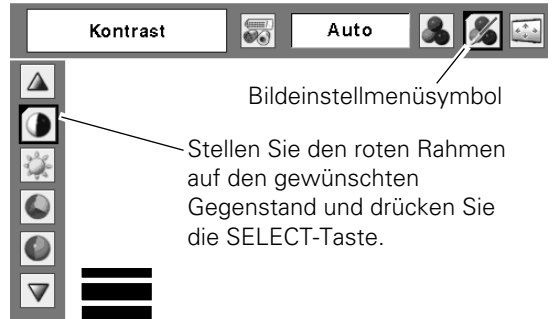 Kontrast
Auto
Bildeinstellmenüsymbol
Stellen Sie den roten Rahmen
auf den gewünschten
Gegenstand und drücken Sie
die SELECT-Taste.